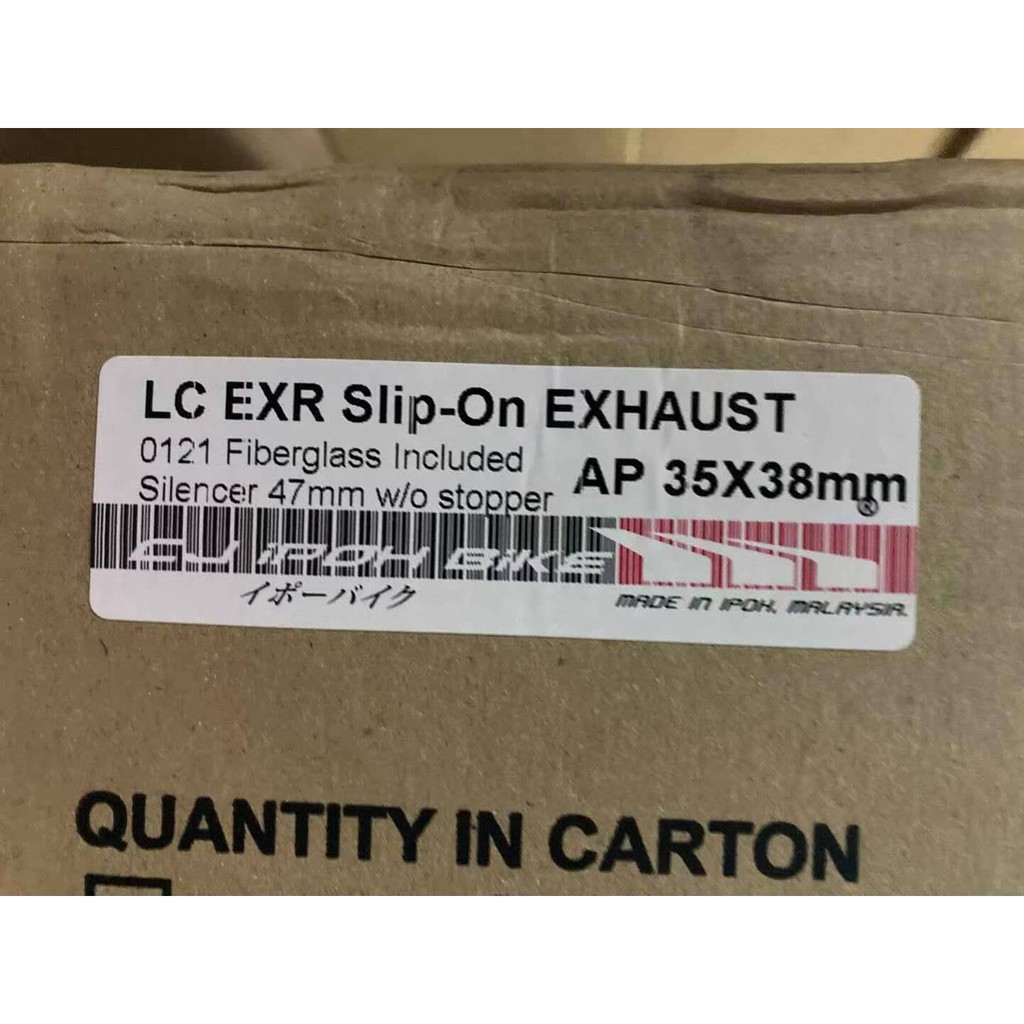 LC EXR Slip-On EXHAUST
0121 Fiberglass Included
AP 35X38mm
Silencer 47mm w/o stopper
®
EJ iPOH BiKE
イポーバイク
MADE IN IPOH, MALAYSIA.
QUANTITY IN CARTON